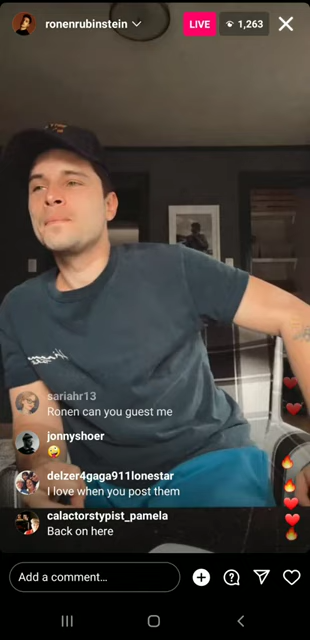 ronenrubinstein
LIVE
1,263
sariahr13
Ronen can you guest me
jonnyshoer
delzer4gaga911lonestar
I love when you post them
calactorstypist_pamela
Back on here
Add a comment...